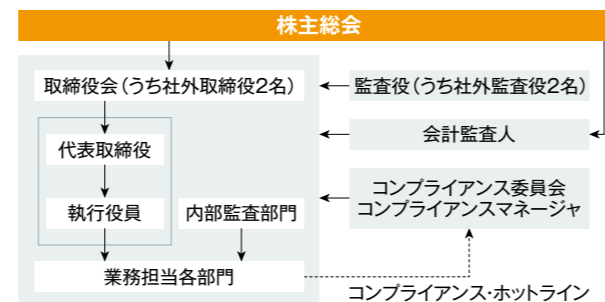 株主総会
取締役会（うち社外取締役2名）
監査役（うち社外監査役2名）
代表取締役
会計監査人
執行役員
内部監査部門
コンプライアンス委員会
コンプライアンスマネージャ
業務担当各部門
コンプライアンス・ホットライン